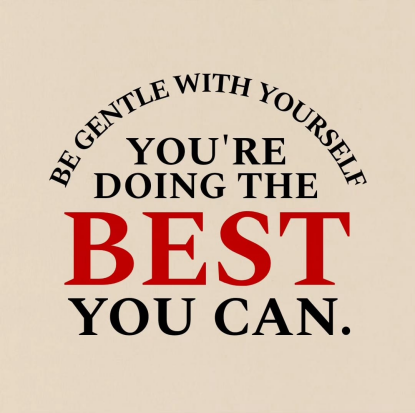 BE GENTLE WITH YOURSELF
YOU'RE
DOING THE
BEST
YOU CAN.